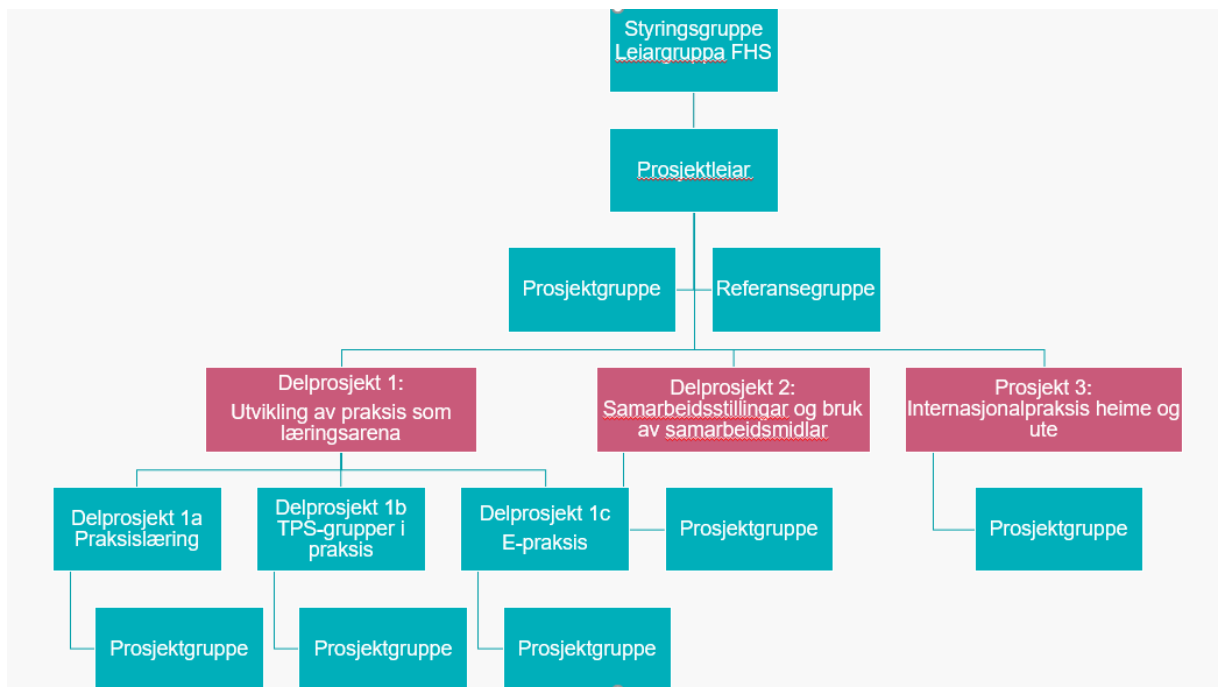 Styringsgruppe
Leiargruppa FHS
Prosjektleiar
Prosjektgruppe
Referansegruppe
Delprosjekt 1:
Utvikling av praksis som
læringsarena
Delprosjekt 2:
Samarbeidsstillingar og bruk
av samarbeidsmidlar
Prosjekt 3:
Internasjonalpraksis heime og
ute
Delprosjekt 1a
Praksislæring
Delprosjekt 1b
TPS-grupper i
praksis
Delprosjekt 1c
E-praksis
Prosjektgruppe
Prosjektgruppe
Prosjektgruppe
Prosjektgruppe
Prosjektgruppe